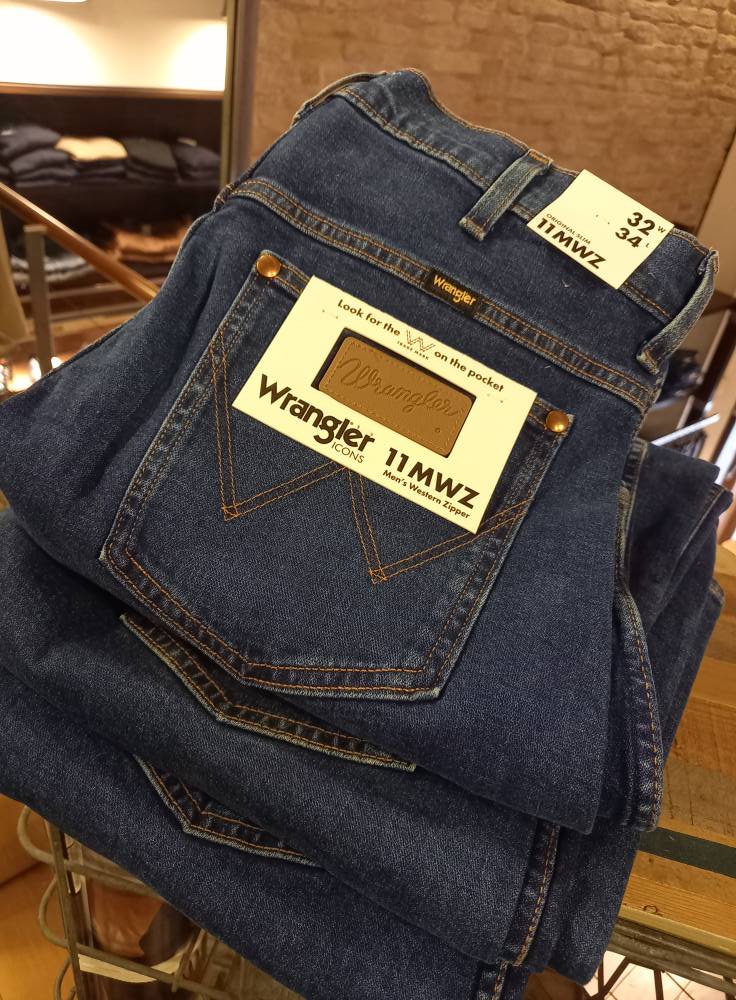 32 W
34 L
ORIGINAL SLIM
11MWZ
Wrangler
Look for the W on the pocket
TRADE MARK
Wrangler
Wrangler
ICONS
11MWZ
Men's Western Zipper